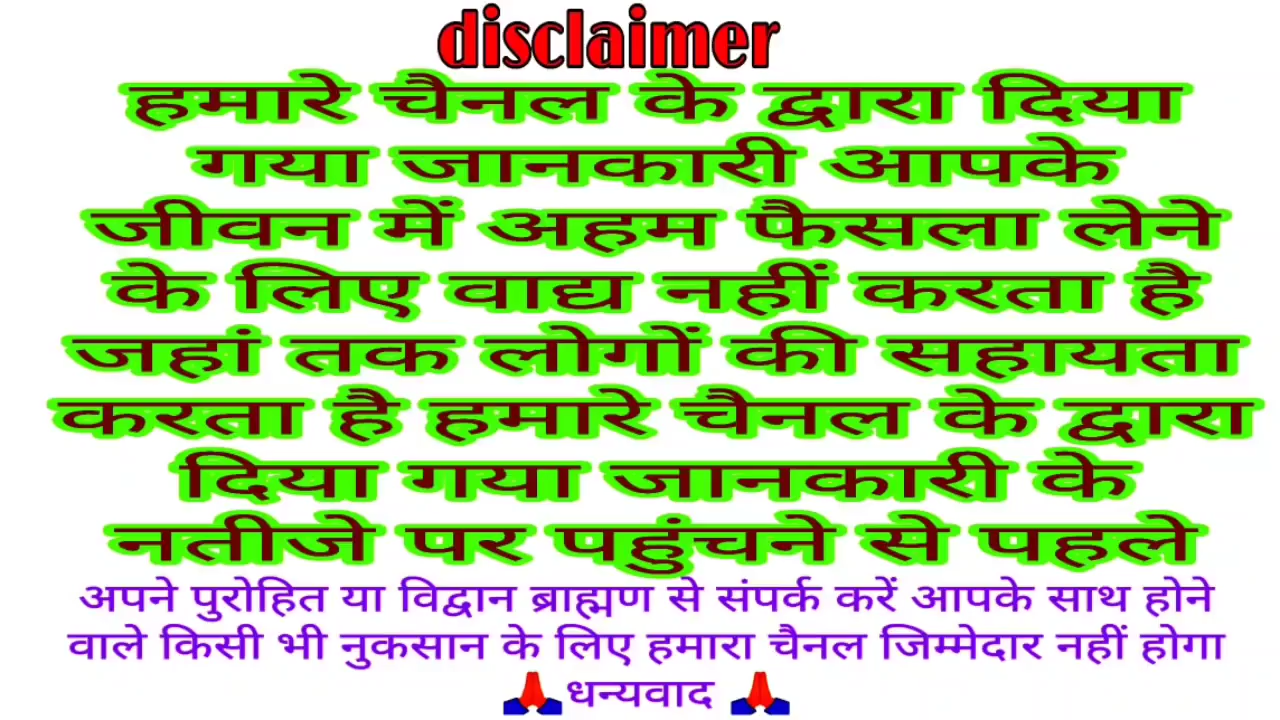 disclaimer
हमारे चैनल के द्वारा दिया
गया जानकारी आपके
जीवन में अहम फैसला लेने
के लिए वाद्य नहीं करता है
जहां तक लोगों की सहायता
करता है हमारे चैनल के द्वारा
दिया गया जानकारी के
नतीजे पर पहुंचने से पहले
अपने पुरोहित या विद्वान ब्राह्मण से संपर्क करें आपके साथ होने
वाले किसी भी नुकसान के लिए हमारा चैनल जिम्मेदार नहीं होगा
🙏धन्यवाद 🙏